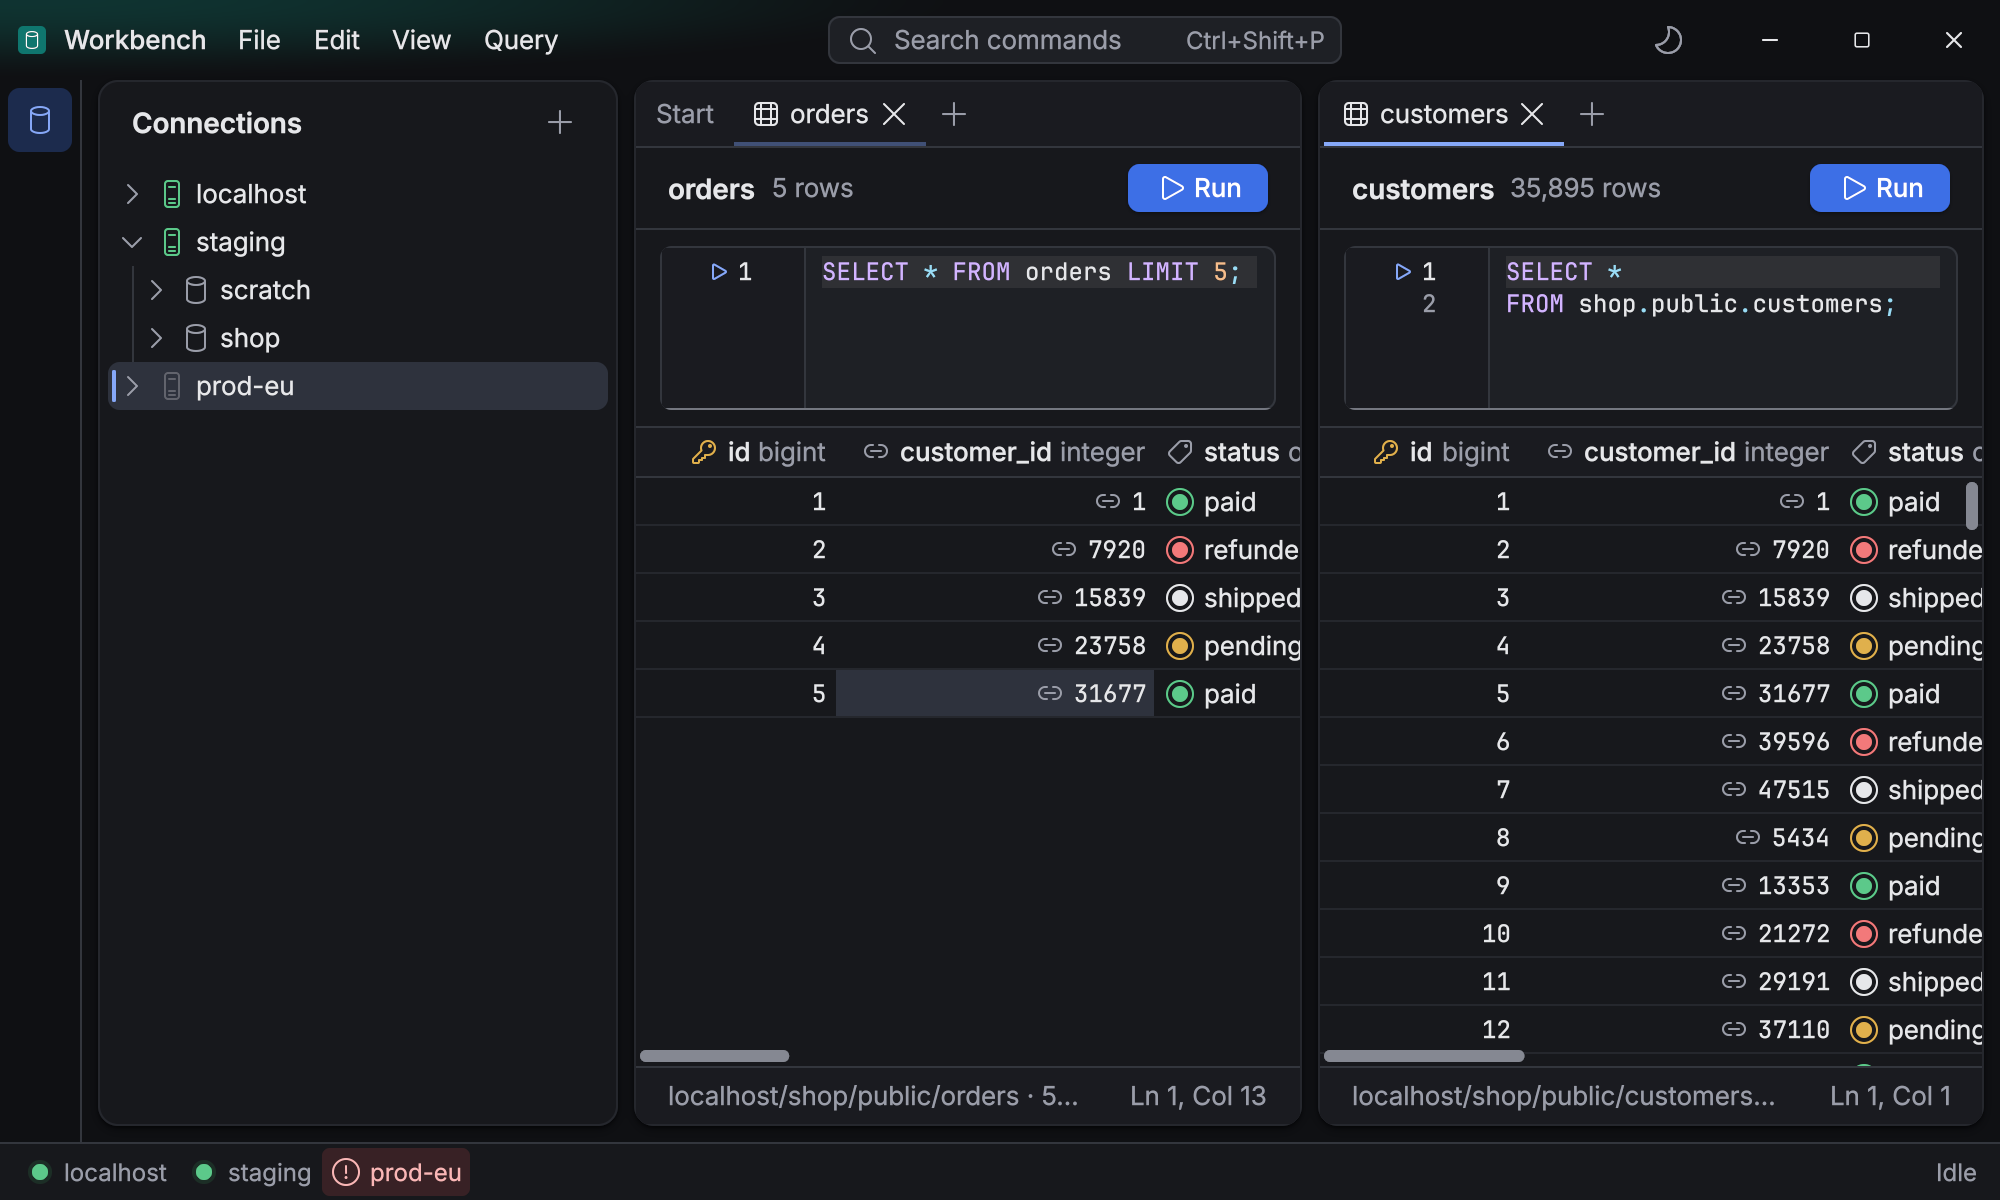 Workbench File Edit View Query Search commands Ctrl+Shift+P
Connections
localhost
staging
scratch
shop
prod-eu
Start orders
orders 5 rows Run
1 SELECT * FROM orders LIMIT 5;
id bigint customer_id integer status
1 1 paid
2 7920 refunde
3 15839 shipped
4 23758 pending
5 31677 paid
localhost/shop/public/orders · 5... Ln 1, Col 13
customers
customers 35,895 rows Run
1 SELECT *
2 FROM shop.public.customers;
id bigint customer_id integer status
1 1 paid
2 7920 refunde
3 15839 shipped
4 23758 pending
5 31677 paid
6 39596 refunde
7 47515 shipped
8 5434 pending
9 13353 paid
10 21272 refunde
11 29191 shipped
12 37110 pending
localhost/shop/public/customers... Ln 1, Col 1
localhost staging prod-eu Idle